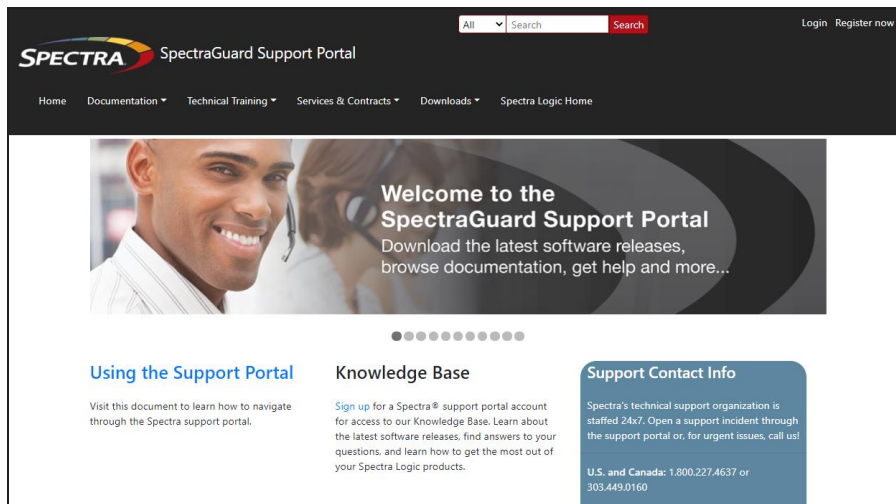 All Search Search Login Register now
SPECTRA SpectraGuard Support Portal
Home Documentation Technical Training Services & Contracts Downloads Spectra Logic Home
Welcome to the
SpectraGuard Support Portal
Download the latest software releases,
browse documentation, get help and more...
Using the Support Portal
Visit this document to learn how to navigate
through the Spectra support portal.
Knowledge Base
Sign up for a Spectra® support portal account
for access to our Knowledge Base. Learn about
the latest software releases, find answers to your
questions, and learn how to get the most out of
your Spectra Logic products.
Support Contact Info
Spectra's technical support organization is
staffed 24x7. Open a support incident through
the support portal or, for urgent issues, call us!
U.S. and Canada: 1.800.227.4637 or
303.449.0160